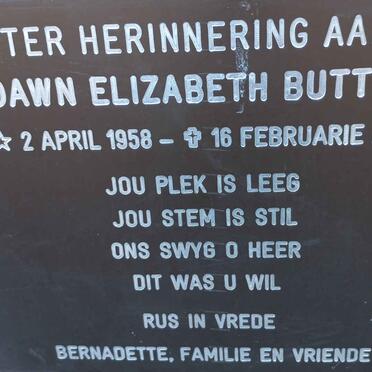 TER HERINNERING AA
DAWN ELIZABETH BUTT
☆ 2 APRIL 1958 – ✞ 16 FEBRUARIE
JOU PLEK IS LEEG
JOU STEM IS STIL
ONS SWYG O HEER
DIT WAS U WIL
RUS IN VREDE
BERNADETTE, FAMILIE EN VRIENDE